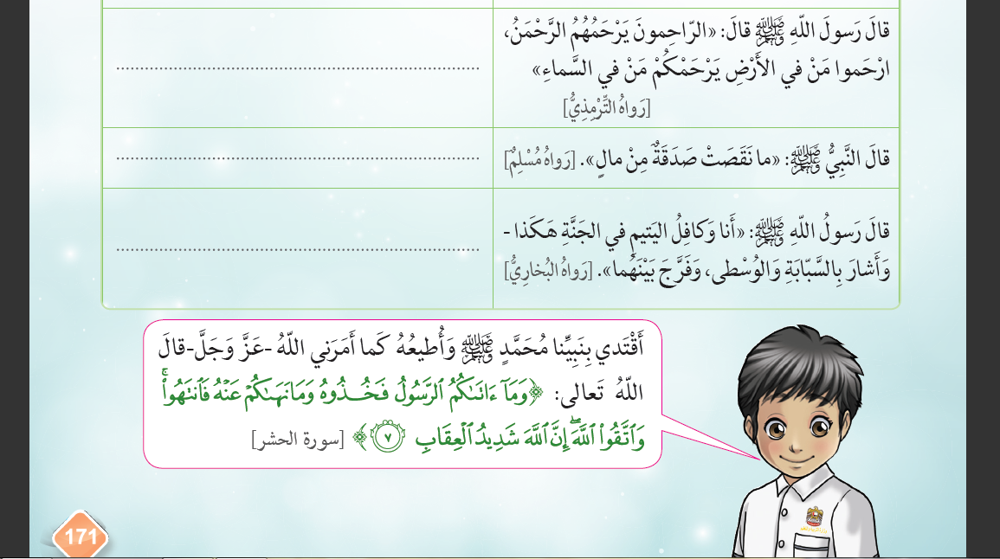 قالَ رَسولَ اللّهِ ﷺ قالَ: «الرّاحِمونَ يَرْحَمُهُمُ الرَّحْمَنُ،
ارْحَموا مَنْ في الأَرْضِ يَرْحَمْكُمْ مَنْ في السَّماءِ»
[رَواهُ التِّرْمِذِيُّ]
قالَ النَّبِيُّ ﷺ: «ما نَقَصَتْ صَدَقَةٌ مِنْ مالٍ». [رَواهُ مُسْلِمٌ]
قالَ رَسولُ اللّهِ ﷺ: «أَنا وَكافِلُ اليَتيمِ في الجَنَّةِ هَكَذا -
وَأَشارَ بِالسَّبّابَةِ وَالوُسْطى، وَفَرَّجَ بَيْنَهُما». [رَواهُ البُخارِيُّ]
أَقْتَدي بِنَبِيِّنا مُحَمَّدٍ ﷺ وَأُطيعُهُ كَما أَمَرَني اللّهُ -عَزَّ وَجَلَّ-قالَ
اللّهُ تَعالى: ﴿وَمَآ ءَاتَىٰكُمُ ٱلرَّسُولُ فَخُذُوهُ وَمَا نَهَىٰكُمْ عَنْهُ فَٱنتَهُوا۟ۚ
وَٱتَّقُوا۟ ٱللَّهَۖ إِنَّ ٱللَّهَ شَدِيدُ ٱلْعِقَابِ ٧﴾ [سورة الحشر]
171